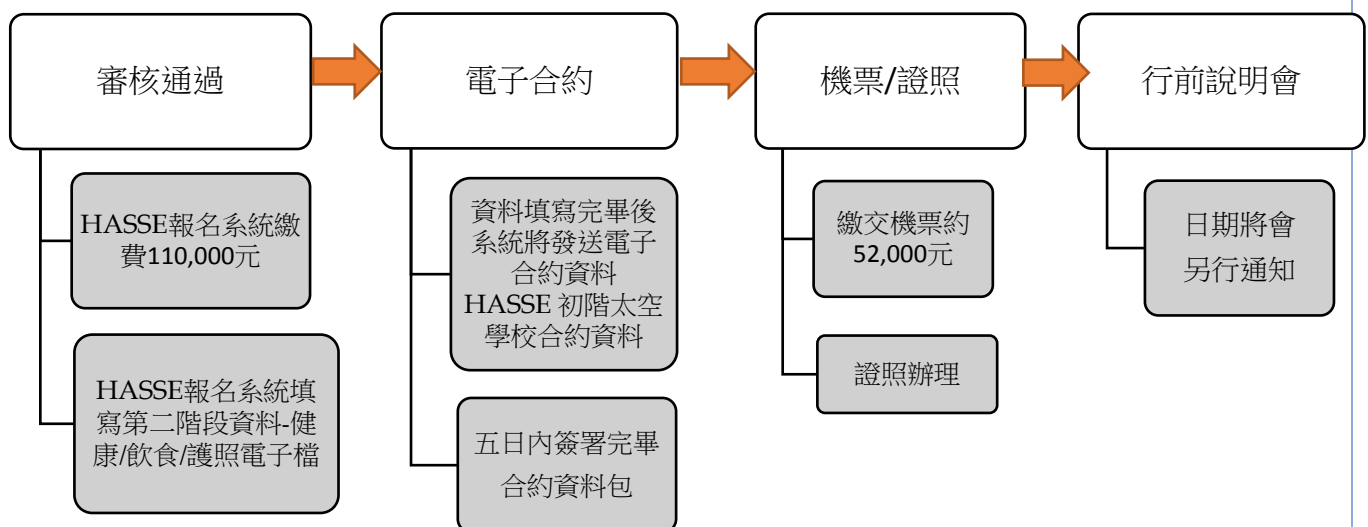 審核通過
HASSE報名系統繳
費110,000元
HASSE報名系統填
寫第二階段資料-健
康/飲食/護照電子檔
電子合約
資料填寫完畢後
系統將發送電子
合約資料
HASSE 初階太空
學校合約資料
五日內簽署完畢
合約資料包
機票/證照
繳交機票約
52,000元
證照辦理
行前說明會
日期將會
另行通知